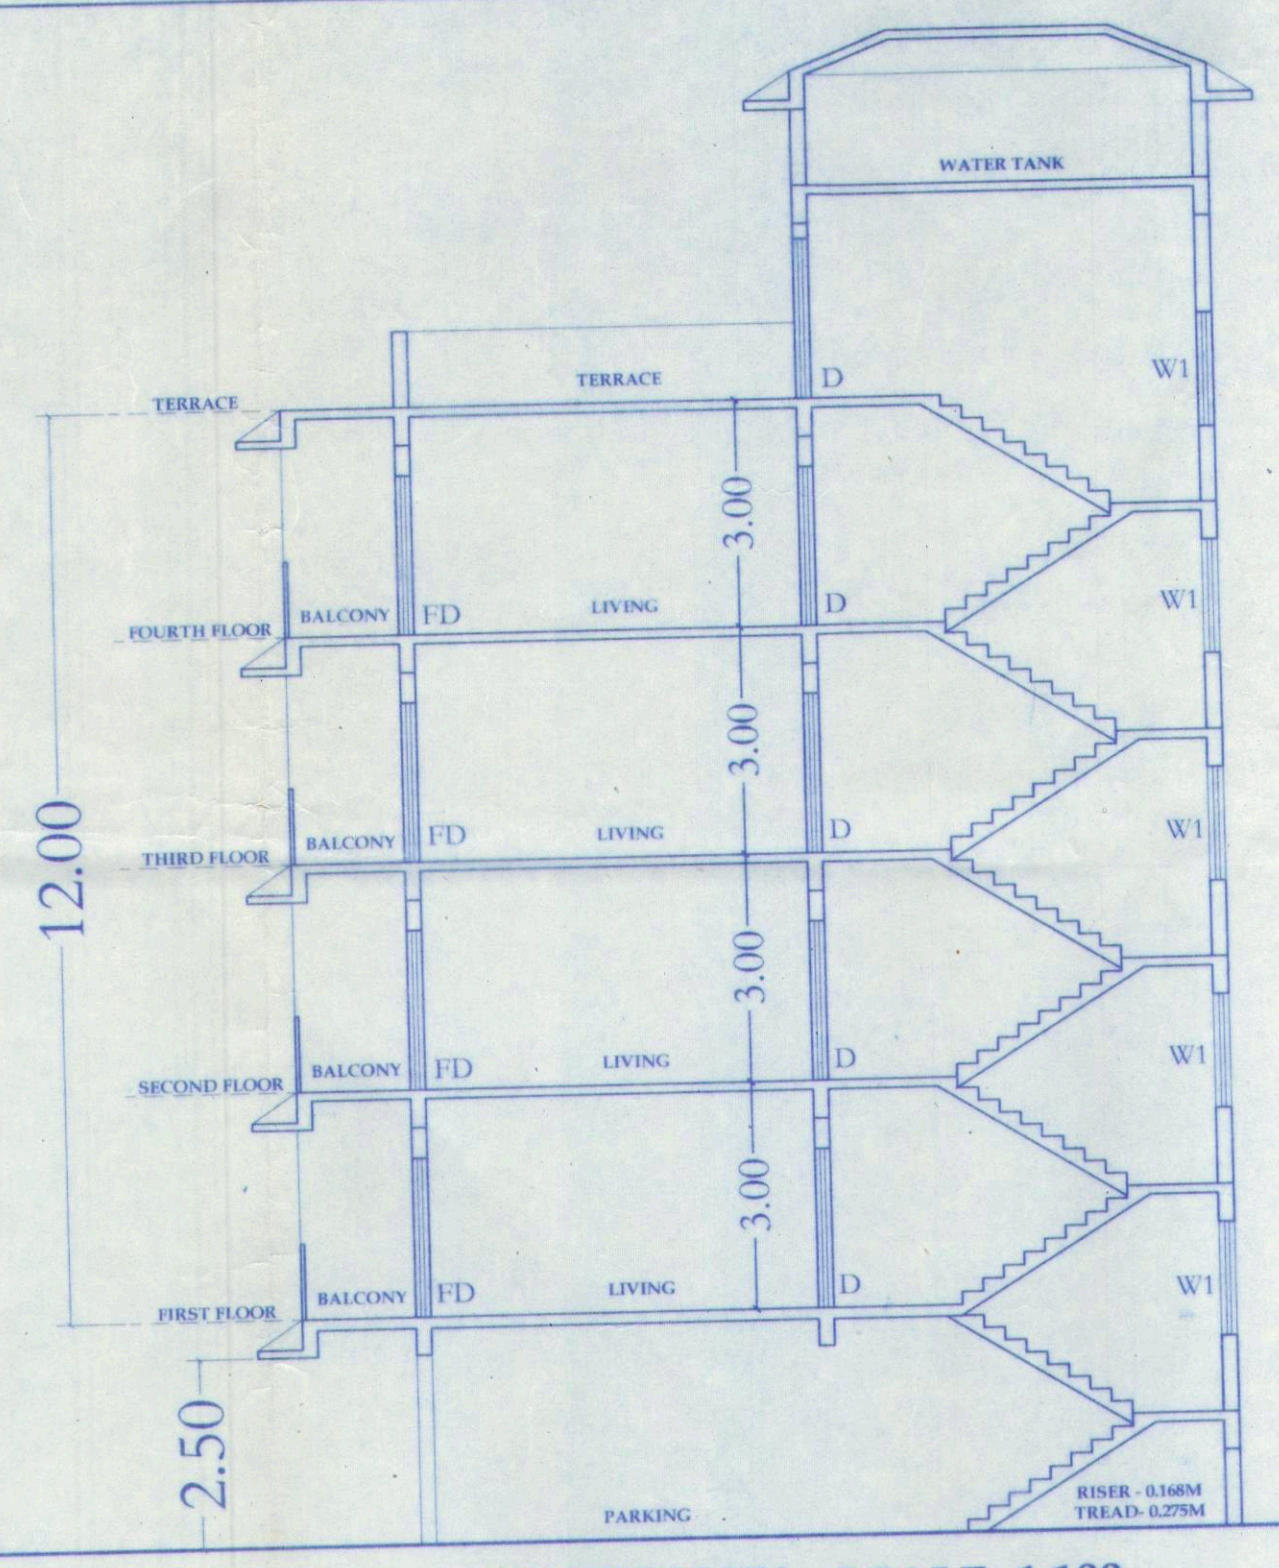 WATER TANK
W1
TERRACE D
TERRACE
3.00
W1
BALCONY FD LIVING D
FOURTH FLOOR
3.00
12.00
W1
BALCONY FD LIVING D
THIRD FLOOR
3.00
W1
BALCONY FD LIVING D
SECOND FLOOR
3.00
W1
BALCONY FD LIVING D
FIRST FLOOR
2.50
RISER - 0.168M
PARKING TREAD- 0.275M